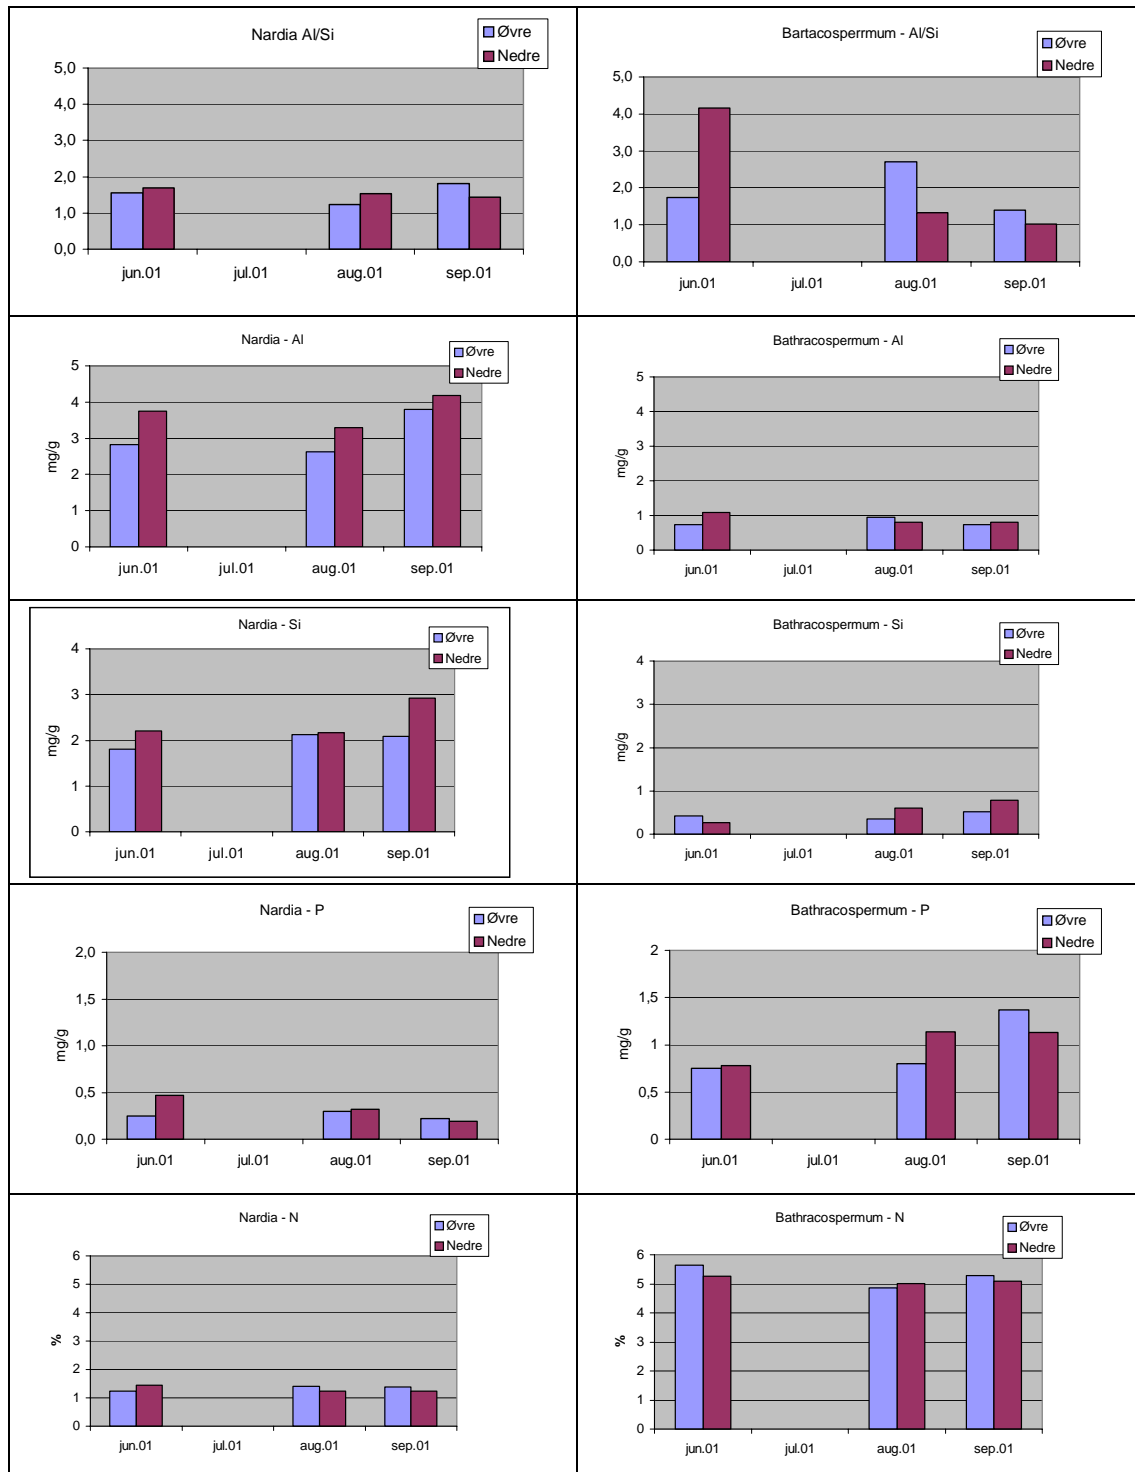 Nardia Al/Si
Øvre
Nedre
5,0
4,0
3,0
2,0
1,0
0,0
jun.01 jul.01 aug.01 sep.01
Bartacosperrmum - Al/Si
Øvre
Nedre
5,0
4,0
3,0
2,0
1,0
0,0
jun.01 jul.01 aug.01 sep.01
Nardia - Al
Øvre
Nedre
mg/g
5
4
3
2
1
0
jun.01 jul.01 aug.01 sep.01
Bathracospermum - Al
Øvre
Nedre
mg/g
5
4
3
2
1
0
jun.01 jul.01 aug.01 sep.01
Nardia - Si
Øvre
Nedre
mg/g
4
3
2
1
0
jun.01 jul.01 aug.01 sep.01
Bathracospermum - Si
Øvre
Nedre
mg/g
4
3
2
1
0
jun.01 jul.01 aug.01 sep.01
Nardia - P
Øvre
Nedre
mg/g
2,0
1,5
1,0
0,5
0,0
jun.01 jul.01 aug.01 sep.01
Bathracospermum - P
Øvre
Nedre
mg/g
2
1,5
1
0,5
0
jun.01 jul.01 aug.01 sep.01
Nardia - N
Øvre
Nedre
%
6
5
4
3
2
1
0
jun.01 jul.01 aug.01 sep.01
Bathracospermum - N
Øvre
Nedre
%
6
5
4
3
2
1
0
jun.01 jul.01 aug.01 sep.01